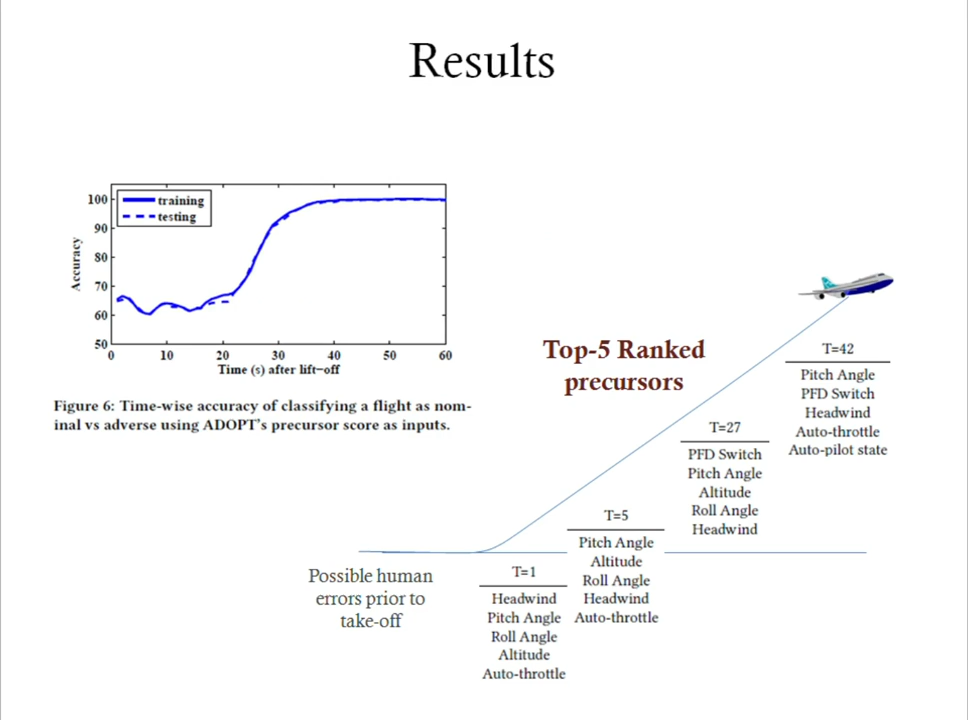 Results
100
90
80
70
60
50
Accuracy
training
testing
0 10 20 30 40 50 60
Time (s) after lift-off
Figure 6: Time-wise accuracy of classifying a flight as nom-
inal vs adverse using ADOPT's precursor score as inputs.
Top-5 Ranked
precursors
Possible human
errors prior to
take-off
T=1
Headwind
Pitch Angle
Roll Angle
Altitude
Auto-throttle
T=5
Pitch Angle
Altitude
Roll Angle
Headwind
Auto-throttle
T=27
PFD Switch
Pitch Angle
Altitude
Roll Angle
Headwind
T=42
Pitch Angle
PFD Switch
Headwind
Auto-throttle
Auto-pilot state